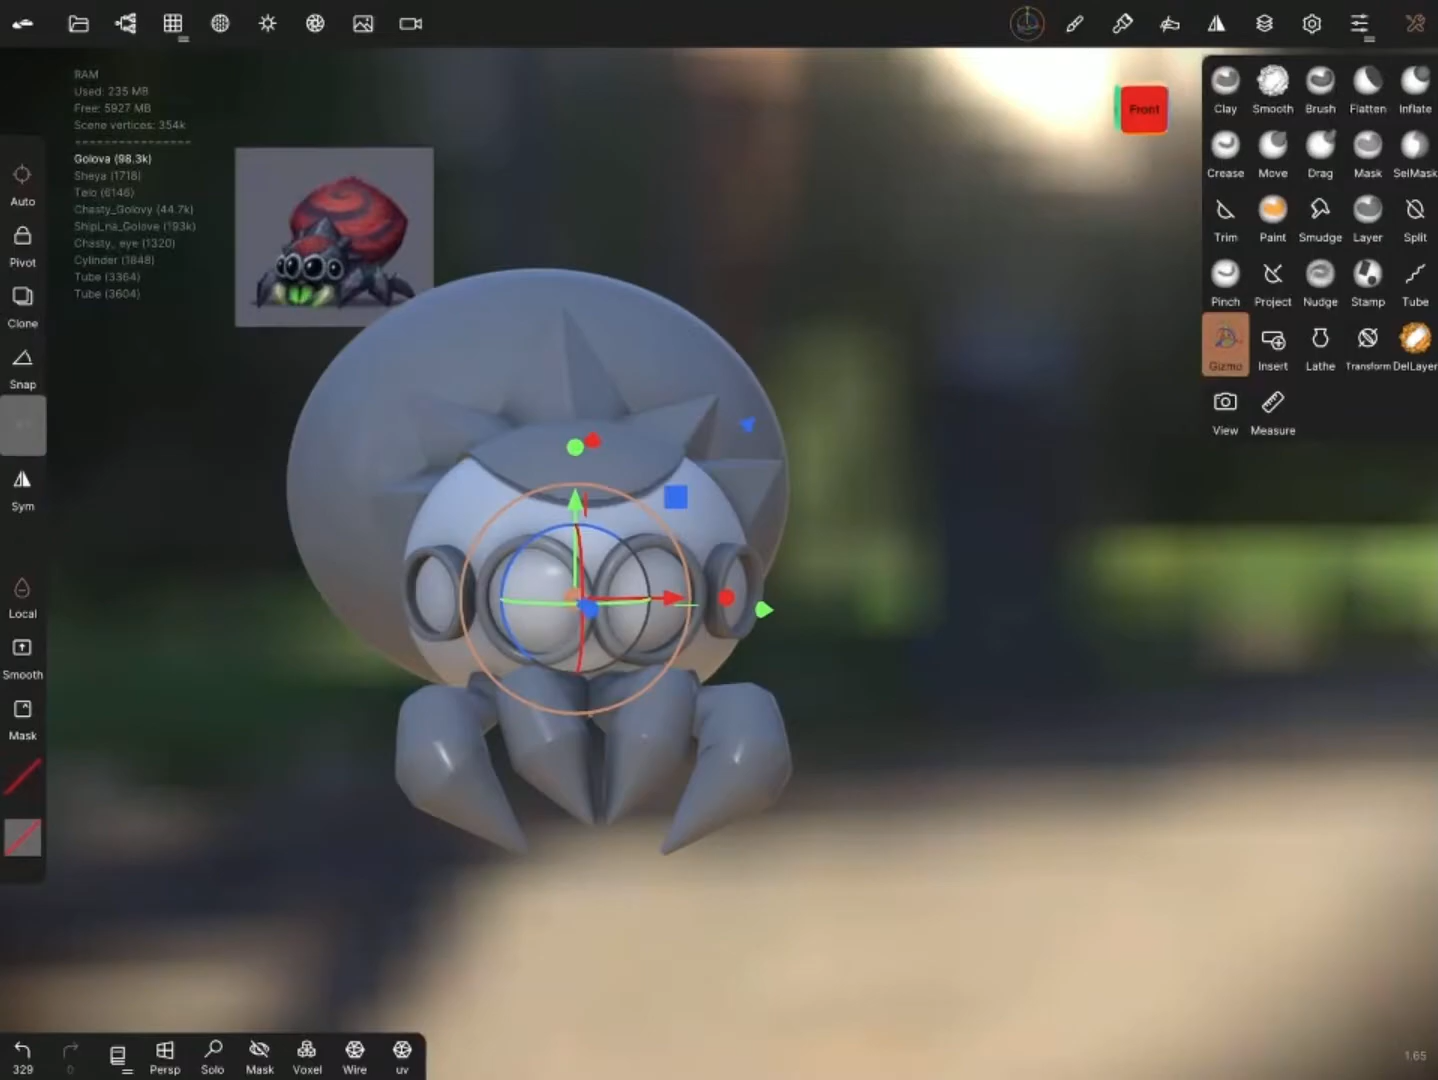 RAM
Used: 235 MB
Free: 5927 MB
Scene vertices: 354k
----------------
Golova (98.3k)
Sheya (1718)
Telo (6146)
Chasty_Golovy (44.7k)
Shipi_na_Golove (193k)
Chasty_ eye (1320)
Cylinder (1848)
Tube (3364)
Tube (3604)
Front
Clay Smooth Brush Flatten Inflate
Crease Move Drag Mask SelMask
Trim Paint Smudge Layer Split
Pinch Project Nudge Stamp Tube
Gizmo Insert Lathe Transform DelLayer
View Measure
Auto
Pivot
Clone
Snap
Sym
Local
Smooth
Mask
329 0 Persp Solo Mask Voxel Wire uv
1.65